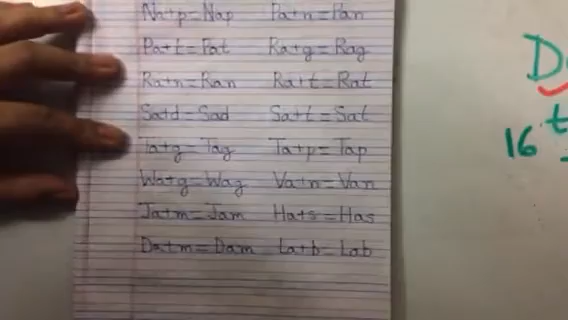 Na+p=Nap Pa+n=Pan
Pa+t=Pat Ra+g=Rag
Ra+n=Ran Ra+t=Rat
Sa+d=Sad Sa+t=Sat
Ta+g=Tag Ta+p=Tap
Wa+g=Wag Va+n=Van
Ja+m=Jam Ha+s=Has
Da+m=Dam La+b=Lab
D
16 t